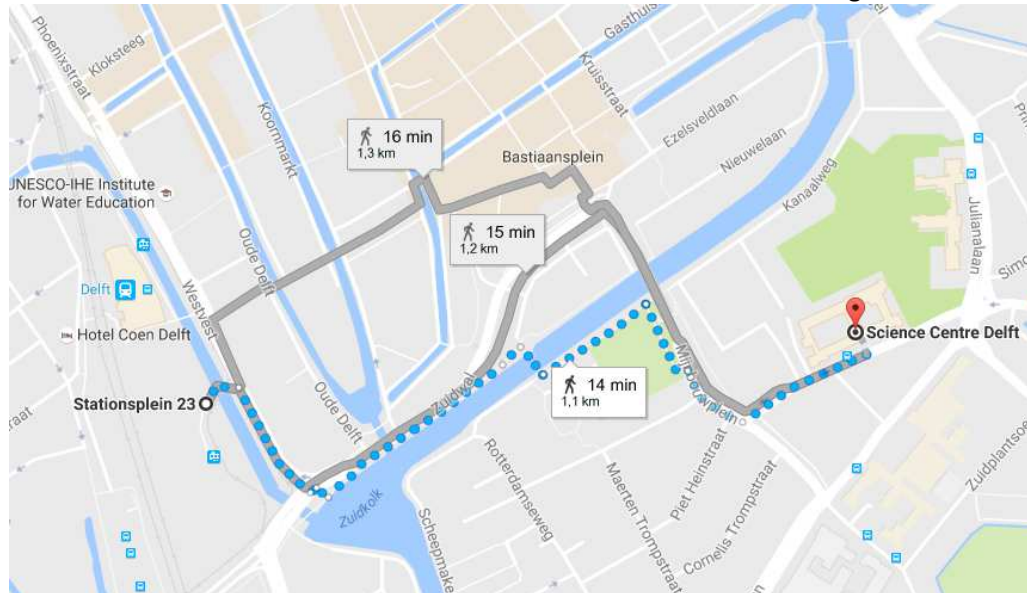 Phoenixstraat
Kloksteeg
Koornmarkt
Gasthuis
Kruisstraat
Ezelsveldlaan
Nieuwelaan
Kanaalweg
Julianalaan
16 min
1,3 km
Bastiaansplein
UNESCO-IHE Institute
for Water Education
15 min
1,2 km
Oude Delft
Delft
Westvest
Hotel Coen Delft
Science Centre Delft
Stationsplein 23
Oude Delft
Zuidwal
14 min
1,1 km
Mijnbouwplein
Zuidkolk
Rotterdamseweg
Scheepmake
Maerten Trompstraat
Piet Heinstraat
Cornelis Trompstraat
Zuidplantsoe